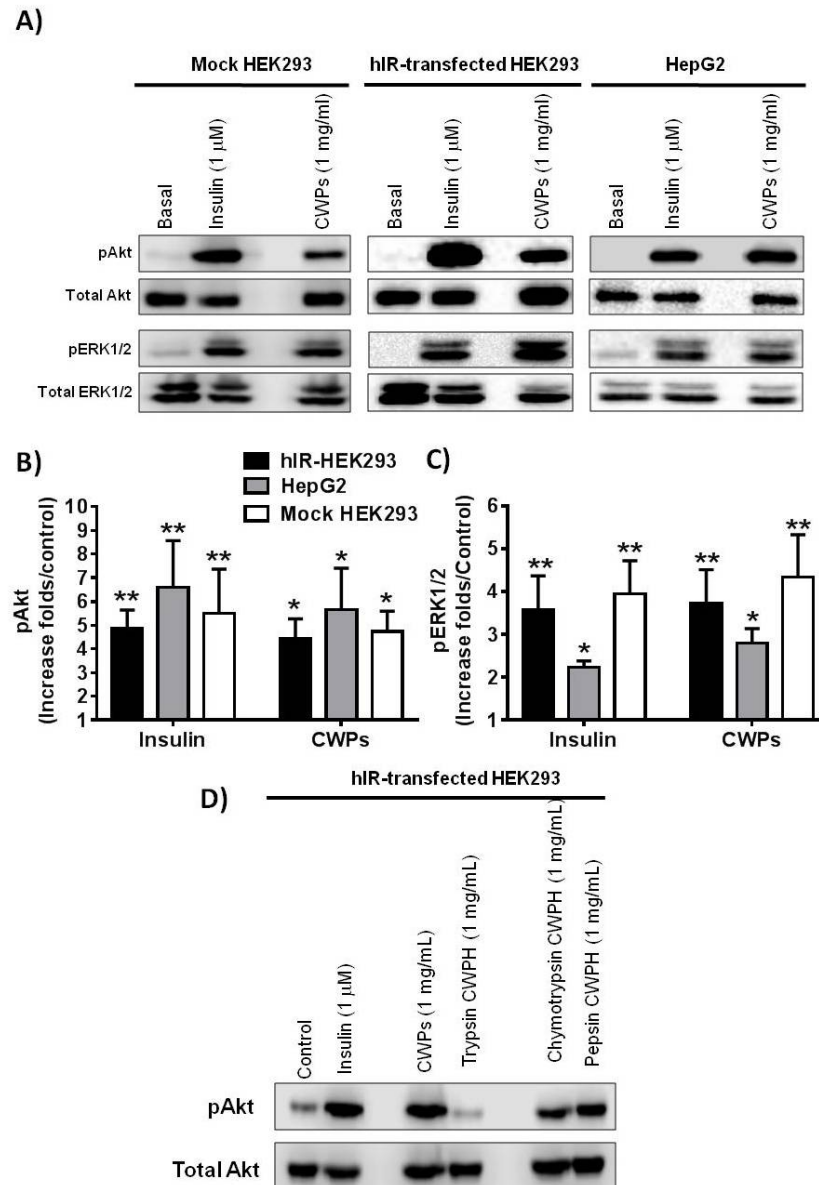 A)
Mock HEK293 hIR-transfected HEK293 HepG2
Basal
Insulin (1 μM)
CWPs (1 mg/ml)
Basal
Insulin (1 μM)
CWPs (1 mg/ml)
Basal
Insulin (1 μM)
CWPs (1 mg/ml)
pAkt
Total Akt
pERK1/2
Total ERK1/2
B)
hIR-HEK293
HepG2
Mock HEK293
pAkt
(Increase folds/Control)
10
9
8
7
6
5
4
3
2
1
** ** ** * * *
Insulin CWPs
C)
pERK1/2
(Increase folds/Control)
6
5
4
3
2
1
** * ** ** * **
Insulin CWPs
D)
hIR-transfected HEK293
Control
Insulin (1 μM)
CWPs (1 mg/mL)
Trypsin CWPH (1 mg/mL)
Chymotrypsin CWPH (1 mg/mL)
Pepsin CWPH (1 mg/mL)
pAkt
Total Akt